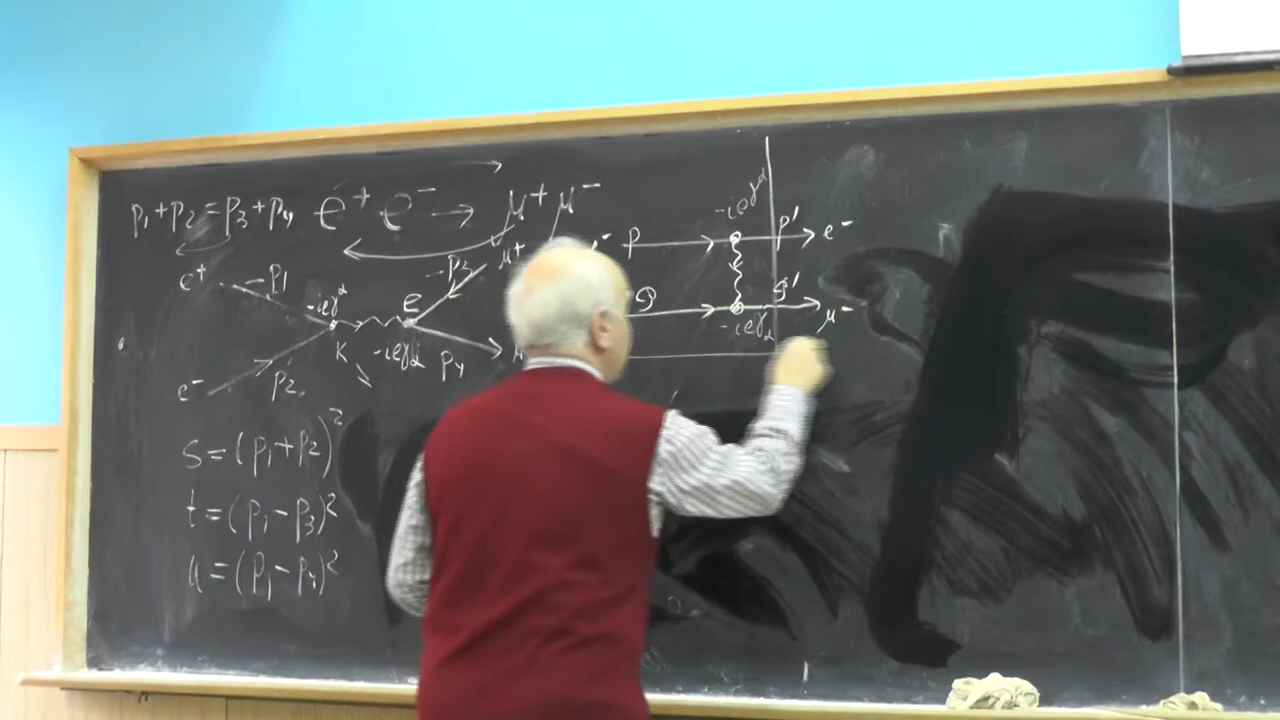 p₁+p₂=p₃+p₄ e⁺e⁻ → μ⁺μ⁻
e⁺ -p₁ -ieγ^α
e⁻ p₂
K
-p₃ μ⁺
e
-ieγ_α p₄
s=(p₁+p₂)²
t=(p₁-p₃)²
u=(p₁-p₄)²
p -ieγ^α p' e⁻
𝒫 -ieγ_α 𝒫' μ⁻